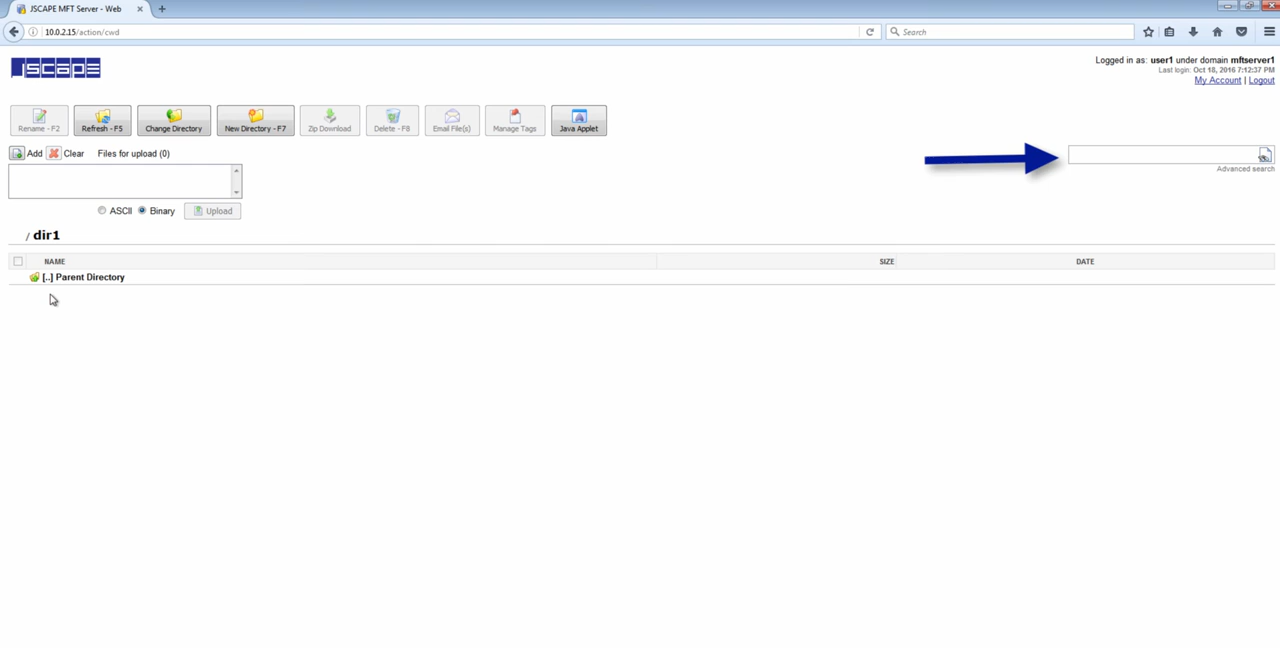 JSCAPE MFT Server - Web
10.0.2.15/action/cwd
Search
JSCAPE
Logged in as: user1 under domain mftserver1
Last login: Oct 18, 2016 7:12:37 PM
My Account | Logout
Rename - F2
Refresh - F5
Change Directory
New Directory - F7
Zip Download
Delete - F8
Email File(s)
Manage Tags
Java Applet
Add Clear Files for upload (0)
Advanced search
ASCII Binary Upload
/ dir1
NAME SIZE DATE
[..] Parent Directory